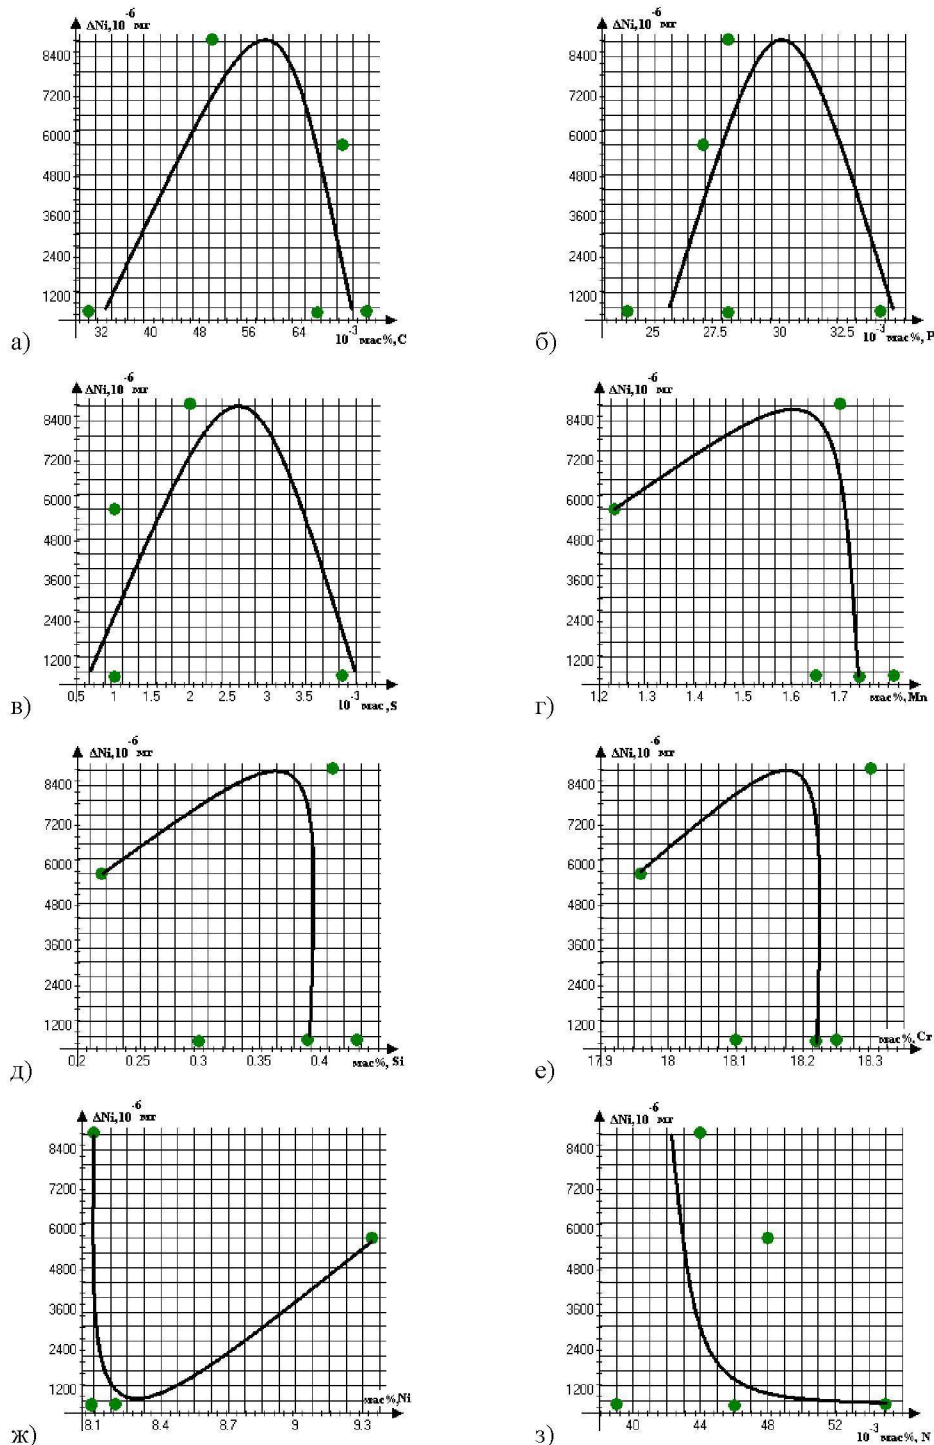 ΔNi,10⁻⁶ мг
8400
7200
6000
4800
3600
2400
1200
32 40 48 56 64 10⁻³ мас%, C
а)
ΔNi,10⁻⁶ мг
8400
7200
6000
4800
3600
2400
1200
25 27.5 30 32.5 10⁻³ мас%, P
б)
ΔNi,10⁻⁶ мг
8400
7200
6000
4800
3600
2400
1200
0,5 1 1.5 2 2.5 3 3.5 10⁻³ мас, S
в)
ΔNi,10⁻⁶ мг
8400
7200
6000
4800
3600
2400
1200
1.2 1.3 1.4 1.5 1.6 1.7 мас%, Mn
г)
ΔNi,10⁻⁶ мг
8400
7200
6000
4800
3600
2400
1200
0.2 0.25 0.3 0.35 0.4 мас%, Si
д)
ΔNi,10⁻⁶ мг
8400
7200
6000
4800
3600
2400
1200
мас%, Cr
17.9 18 18.1 18.2 18.3
е)
ΔNi,10⁻⁶ мг
8400
7200
6000
4800
3600
2400
1200
мас%,Ni
8.1 8.4 8.7 9 9.3
ж)
ΔNi,10⁻⁶ мг
8400
7200
6000
4800
3600
2400
1200
40 44 48 52 10⁻³ мас%, N
з)